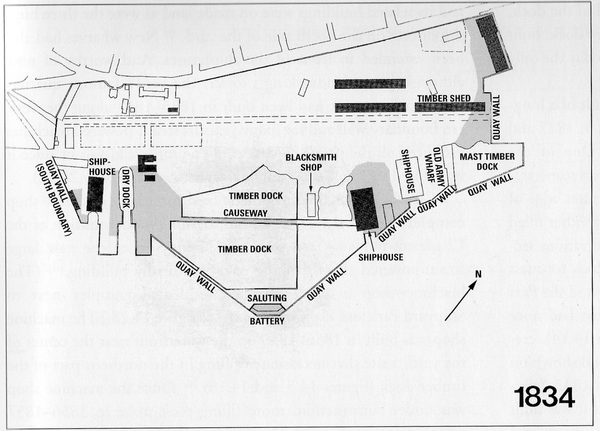 TIMBER SHED
QUAY WALL
SHIP-
HOUSE
DRY DOCK
QUAY WALL
(SOUTH BOUNDARY)
BLACKSMITH
SHOP
TIMBER DOCK
CAUSEWAY
TIMBER DOCK
SHIPHOUSE
OLD ARMY
WHARF
MAST TIMBER
DOCK
QUAY WALL
QUAY WALL
QUAY WALL
SHIPHOUSE
QUAY WALL
QUAY WALL
SALUTING
BATTERY
N
1834